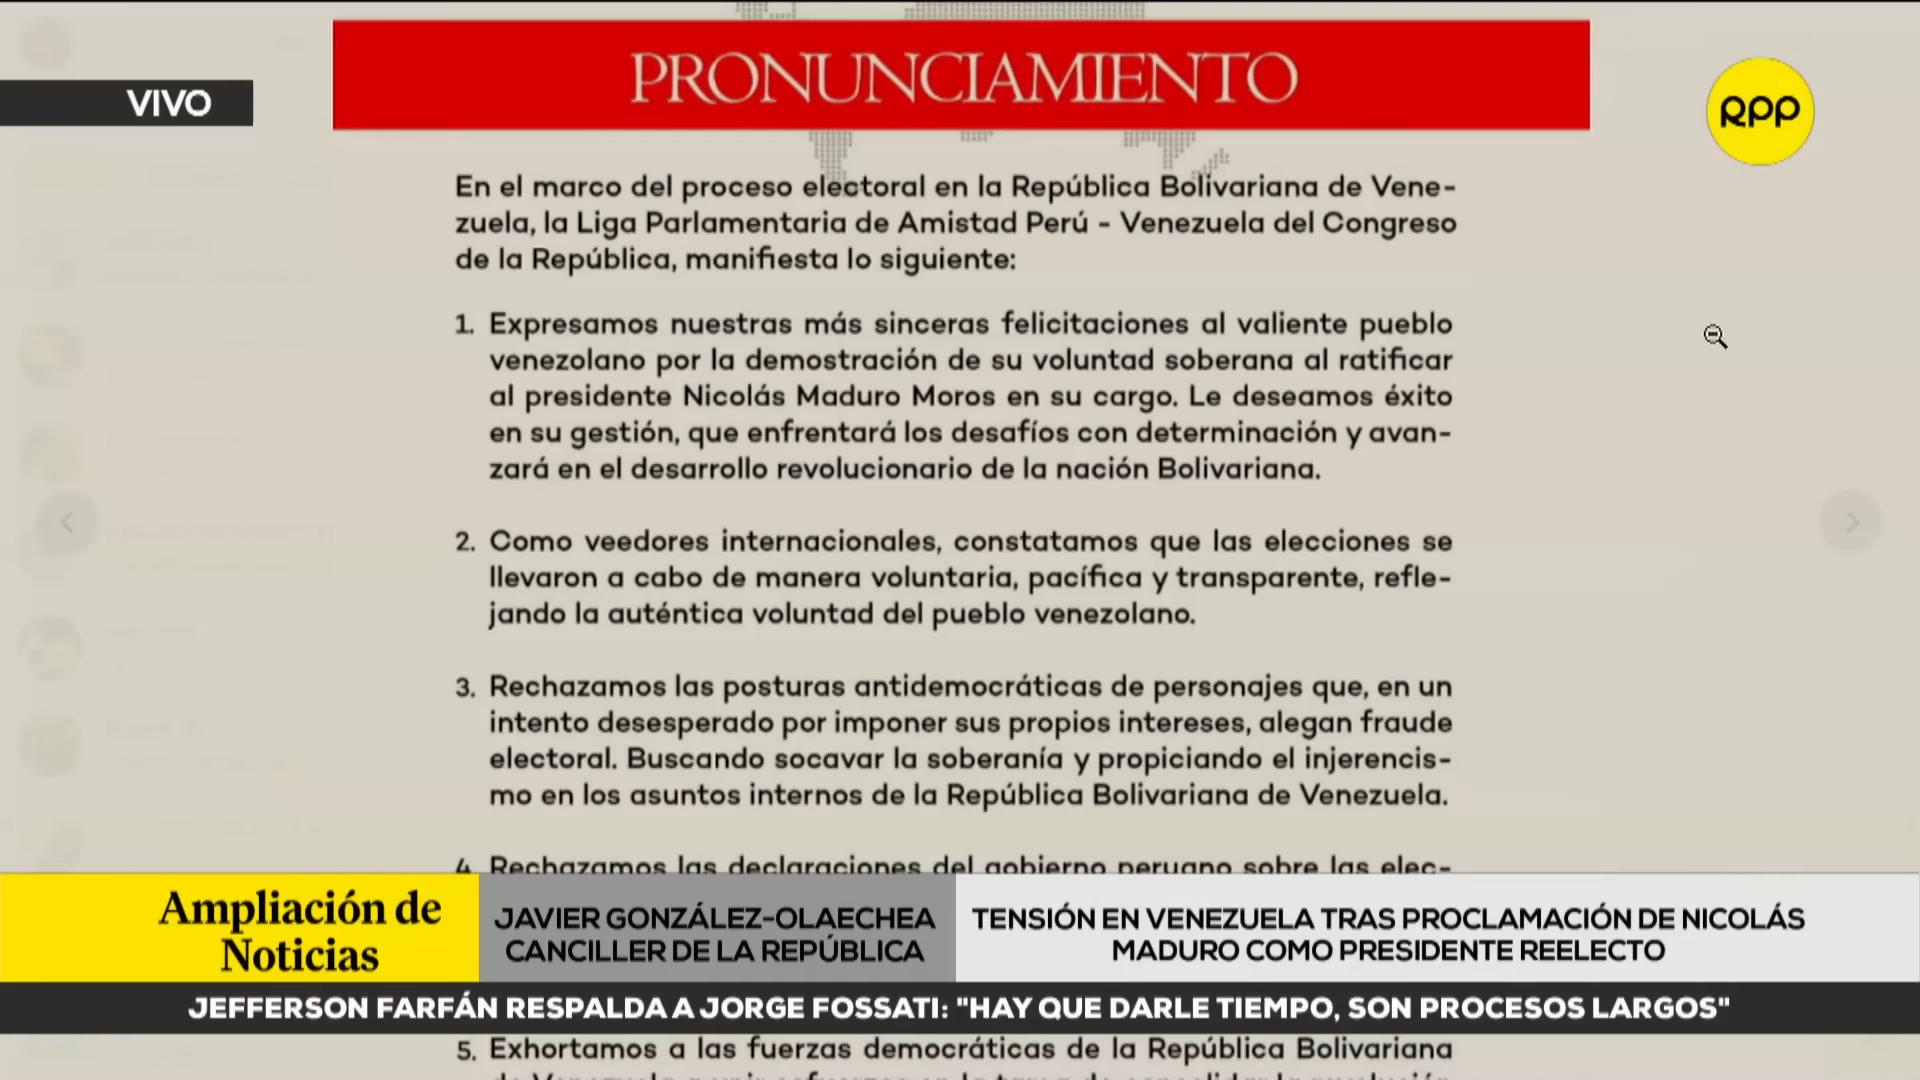 PRONUNCIAMIENTO
VIVO
RPP
En el marco del proceso electoral en la República Bolivariana de Vene-
zuela, la Liga Parlamentaria de Amistad Perú - Venezuela del Congreso
de la República, manifiesta lo siguiente:
1. Expresamos nuestras más sinceras felicitaciones al valiente pueblo
venezolano por la demostración de su voluntad soberana al ratificar
al presidente Nicolás Maduro Moros en su cargo. Le deseamos éxito
en su gestión, que enfrentará los desafíos con determinación y avan-
zará en el desarrollo revolucionario de la nación Bolivariana.
2. Como veedores internacionales, constatamos que las elecciones se
llevaron a cabo de manera voluntaria, pacífica y transparente, refle-
jando la auténtica voluntad del pueblo venezolano.
3. Rechazamos las posturas antidemocráticas de personajes que, en un
intento desesperado por imponer sus propios intereses, alegan fraude
electoral. Buscando socavar la soberanía y propiciando el injerencis-
mo en los asuntos internos de la República Bolivariana de Venezuela.
4. Rechazamos las declaraciones del gobierno peruano sobre las elec-
Ampliación de
Noticias
JAVIER GONZÁLEZ-OLAECHEA
CANCILLER DE LA REPÚBLICA
TENSIÓN EN VENEZUELA TRAS PROCLAMACIÓN DE NICOLÁS
MADURO COMO PRESIDENTE REELECTO
JEFFERSON FARFÁN RESPALDA A JORGE FOSSATI: "HAY QUE DARLE TIEMPO, SON PROCESOS LARGOS"
5. Exhortamos a las fuerzas democráticas de la República Bolivariana